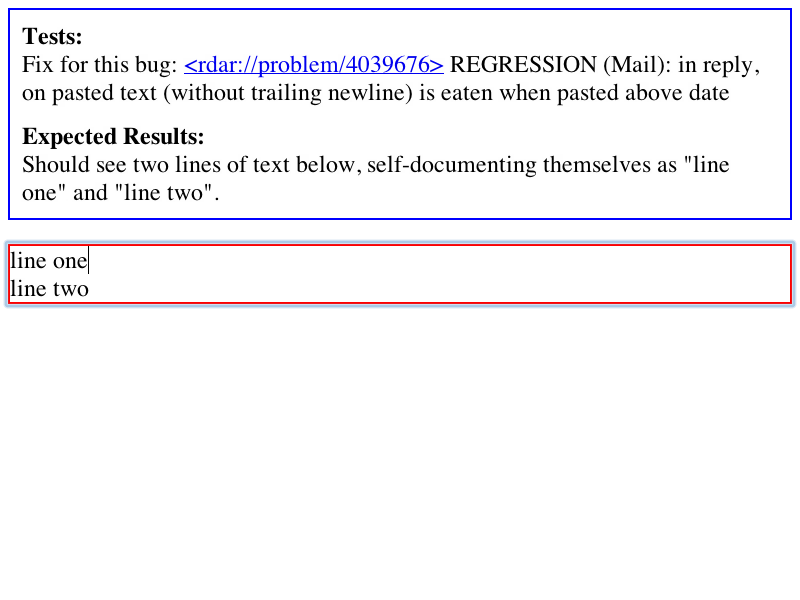 Tests:
Fix for this bug: <rdar://problem/4039676> REGRESSION (Mail): in reply,
on pasted text (without trailing newline) is eaten when pasted above date
Expected Results:
Should see two lines of text below, self-documenting themselves as "line
one" and "line two".
line one
line two